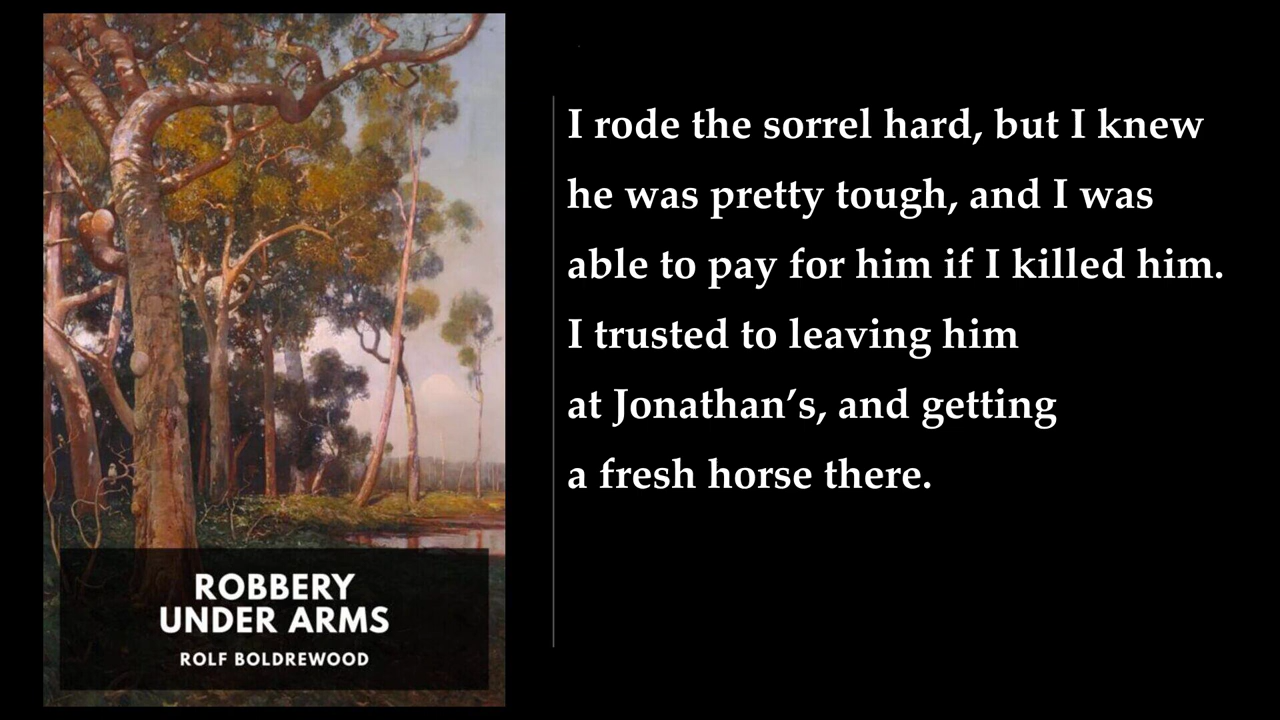 ROBBERY
UNDER ARMS
ROLF BOLDREWOOD
I rode the sorrel hard, but I knew
he was pretty tough, and I was
able to pay for him if I killed him.
I trusted to leaving him
at Jonathan’s, and getting
a fresh horse there.